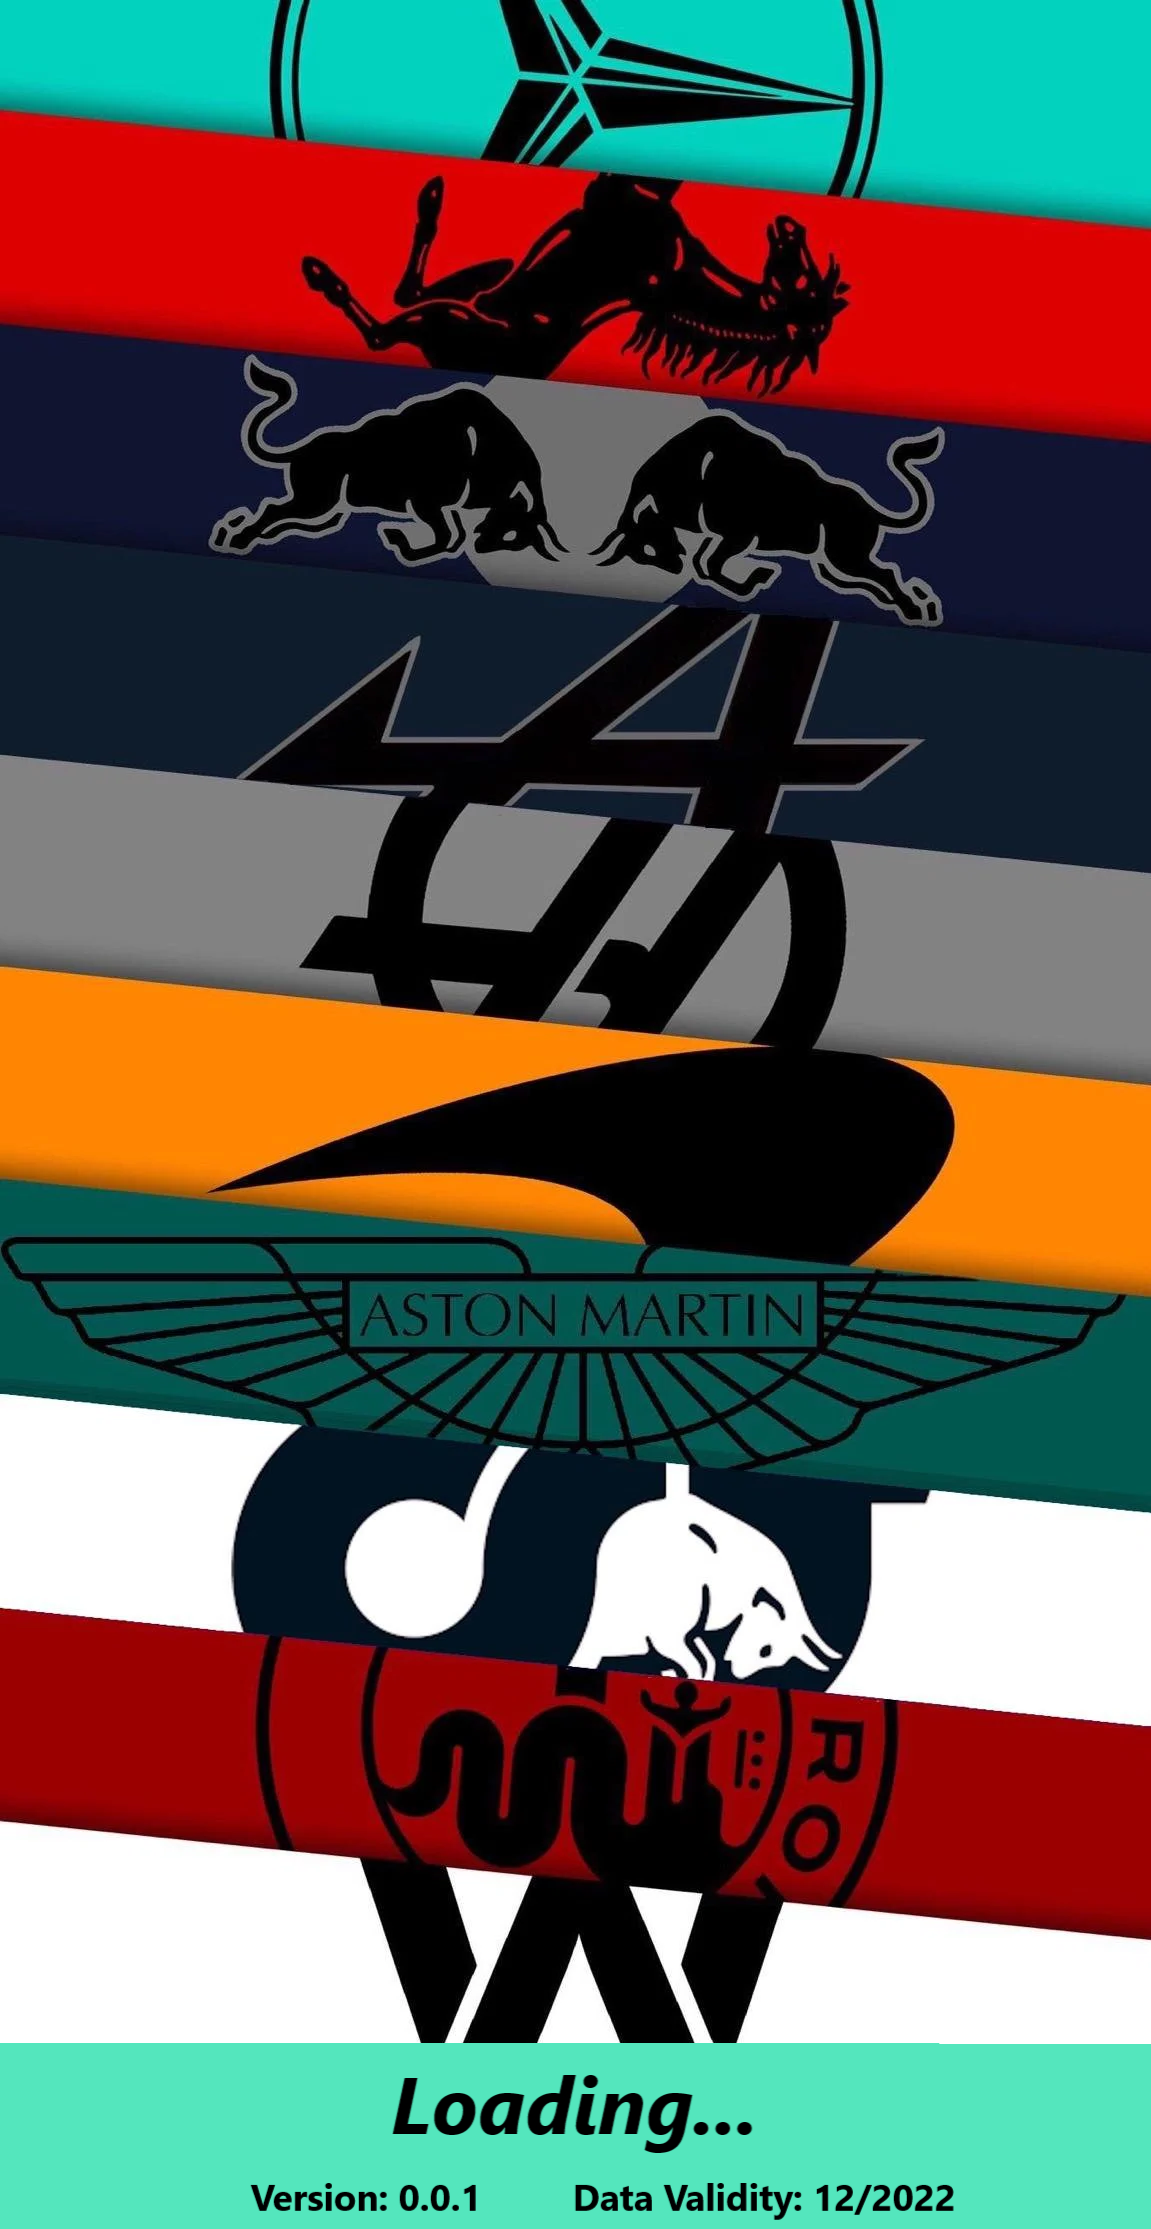 ASTON MARTIN
RO
Loading...
Version: 0.0.1 Data Validity: 12/2022